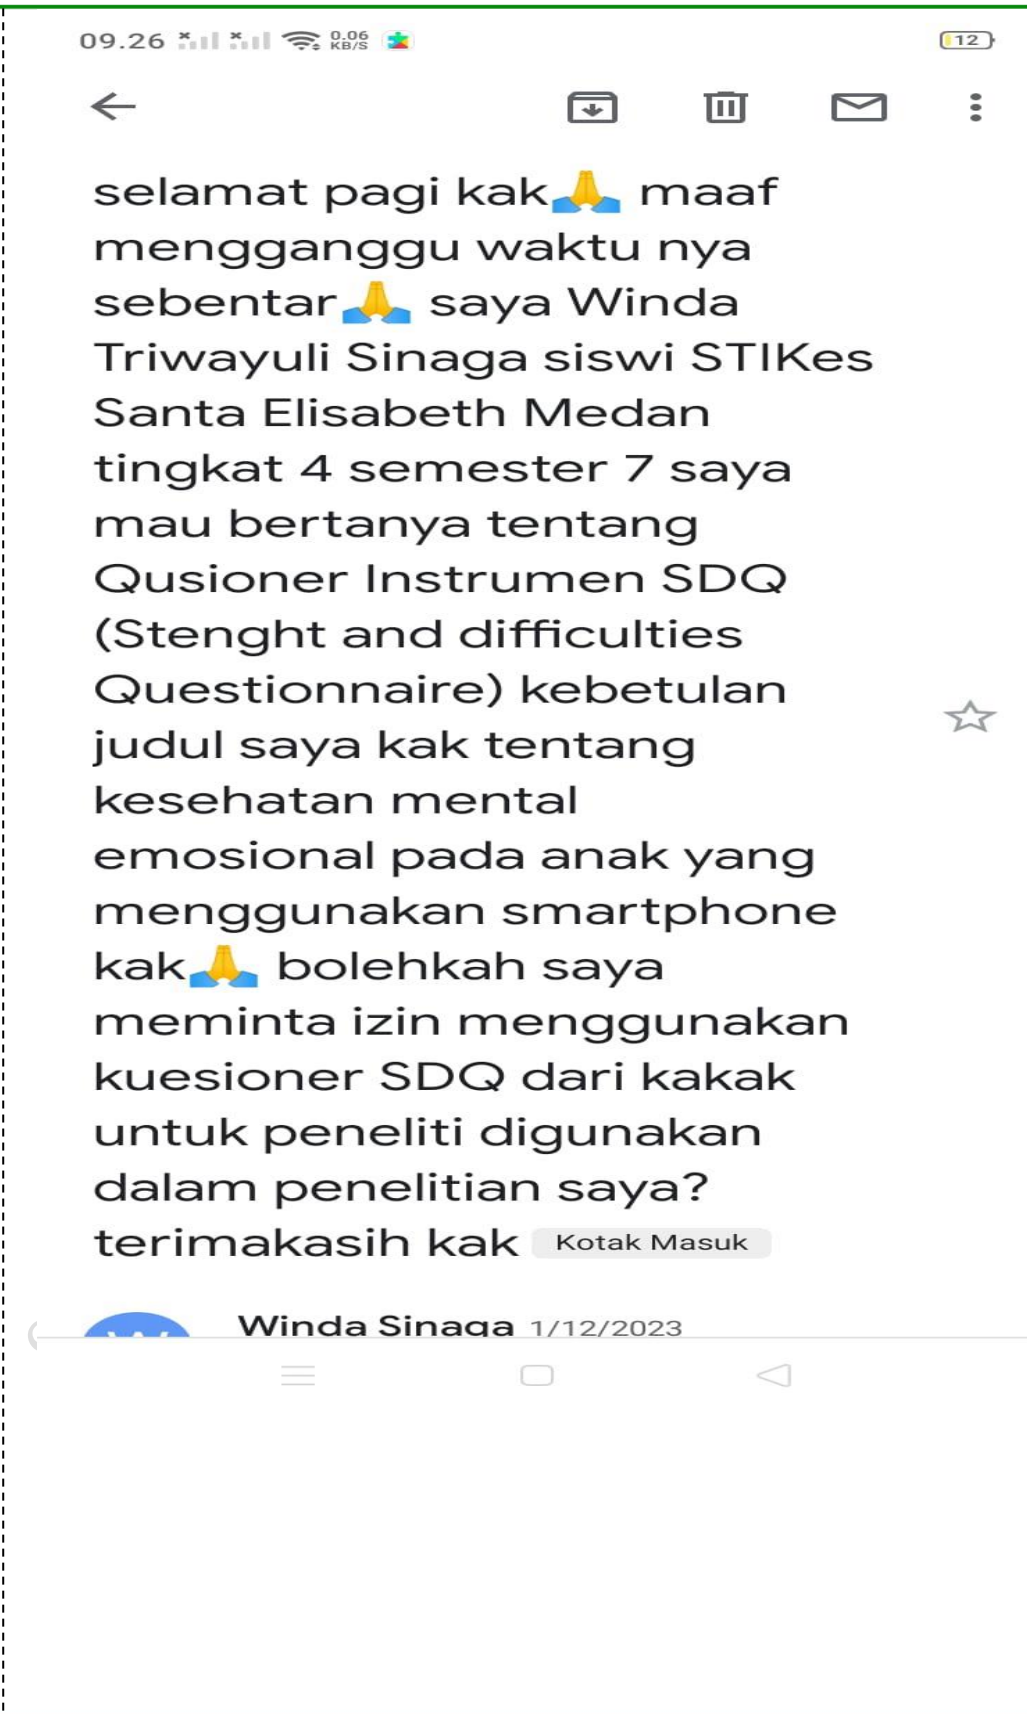 09.26 0.06 KB/S 12
selamat pagi kak🙏 maaf
mengganggu waktu nya
sebentar🙏 saya Winda
Triwayuli Sinaga siswi STIKes
Santa Elisabeth Medan
tingkat 4 semester 7 saya
mau bertanya tentang
Qusioner Instrumen SDQ
(Stenght and difficulties
Questionnaire) kebetulan
judul saya kak tentang
kesehatan mental
emosional pada anak yang
menggunakan smartphone
kak🙏 bolehkah saya
meminta izin menggunakan
kuesioner SDQ dari kakak
untuk peneliti digunakan
dalam penelitian saya?
terimakasih kak Kotak Masuk
W Winda Sinaga 1/12/2023